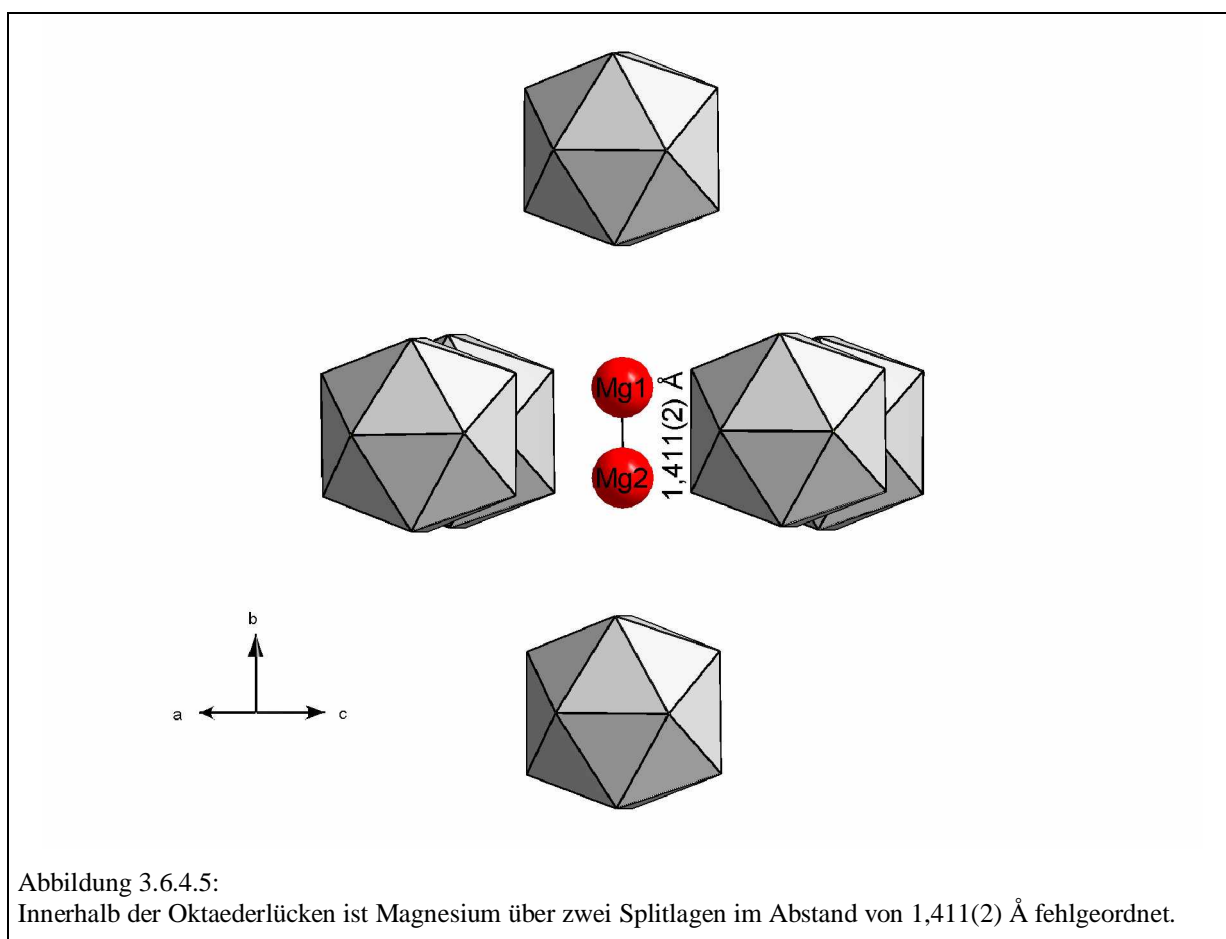 Mg1
1,411(2) Å
Mg2
b
a
c
Abbildung 3.6.4.5:
Innerhalb der Oktaederlücken ist Magnesium über zwei Splitlagen im Abstand von 1,411(2) Å fehlgeordnet.